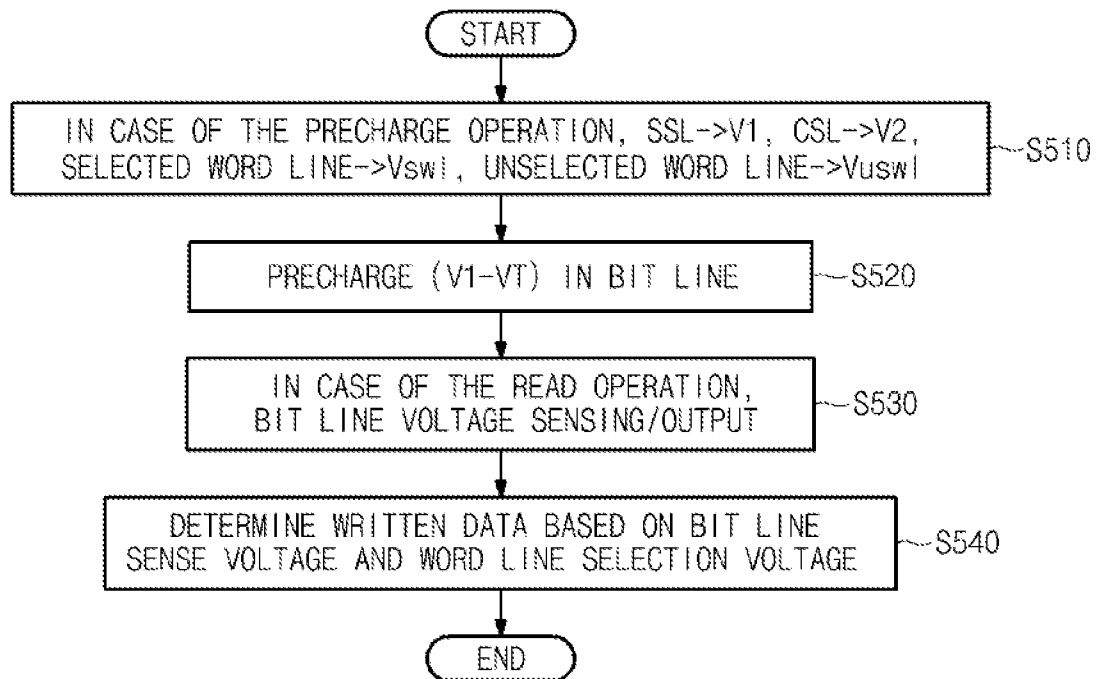 START
IN CASE OF THE PRECHARGE OPERATION, SSL->V1, CSL->V2,
SELECTED WORD LINE->Vswl, UNSELECTED WORD LINE->Vuswl
S510
PRECHARGE (V1-VT) IN BIT LINE
S520
IN CASE OF THE READ OPERATION,
BIT LINE VOLTAGE SENSING/OUTPUT
S530
DETERMINE WRITTEN DATA BASED ON BIT LINE
SENSE VOLTAGE AND WORD LINE SELECTION VOLTAGE
S540
END